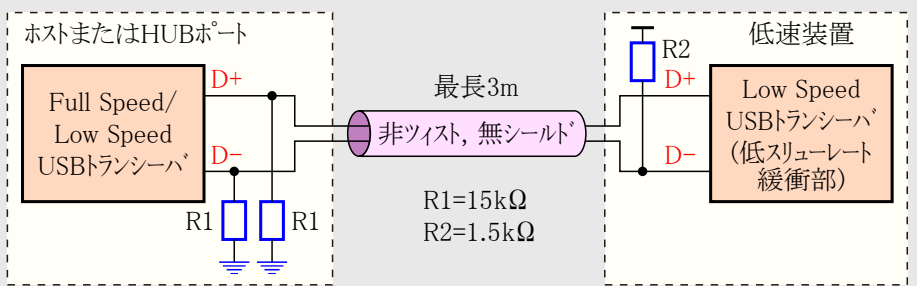 ホストまたはHUBポート
D+
Full Speed/
Low Speed
USBトランシーバ
D−
R1
R1
最長3m
非ツイスト, 無シールド
R1=15kΩ
R2=1.5kΩ
低速装置
R2
D+
D−
Low Speed
USBトランシーバ
(低スリューレート
緩衝部)